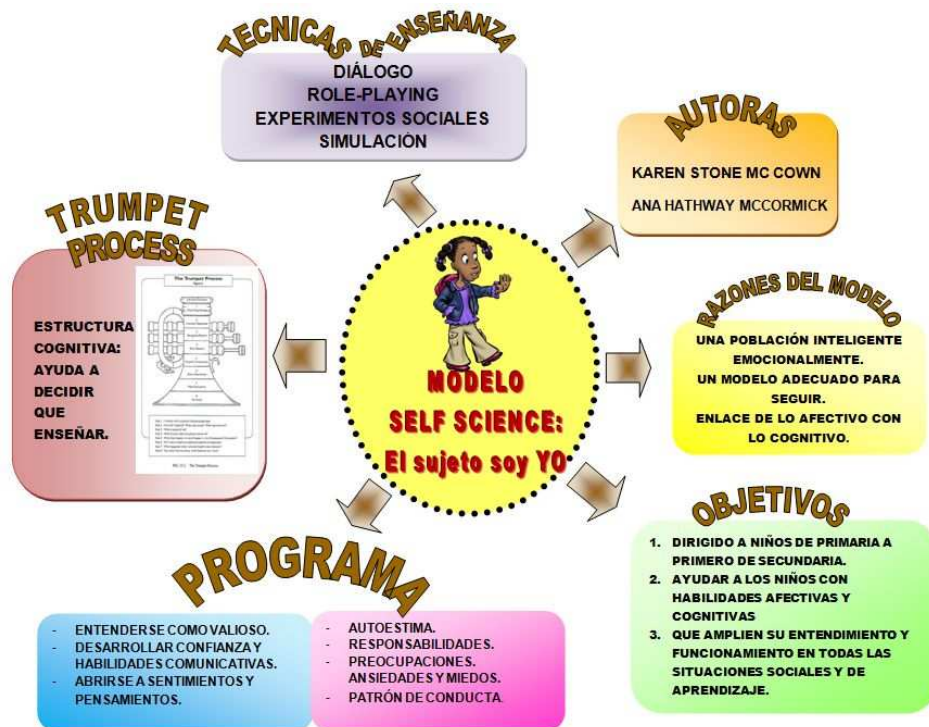 TECNICAS DE ENSEÑANZA
DIÁLOGO
ROLE-PLAYING
EXPERIMENTOS SOCIALES
SIMULACIÓN
AUTORAS
KAREN STONE MC COWN
ANA HATHWAY MCCORMICK
TRUMPET
PROCESS
ESTRUCTURA
COGNITIVA:
AYUDA A
DECIDIR
QUE
ENSEÑAR.
The Trumpet Process
MODELO
SELF SCIENCE:
El sujeto soy YO
RAZONES DEL MODELO
UNA POBLACIÓN INTELIGENTE
EMOCIONALMENTE.
UN MODELO ADECUADO PARA
SEGUIR.
ENLACE DE LO AFECTIVO CON
LO COGNITIVO.
OBJETIVOS
1. DIRIGIDO A NIÑOS DE PRIMARIA A
PRIMERO DE SECUNDARIA.
2. AYUDAR A LOS NIÑOS CON
HABILIDADES AFECTIVAS Y
COGNITIVAS
3. QUE AMPLIEN SU ENTENDIMIENTO Y
FUNCIONAMIENTO EN TODAS LAS
SITUACIONES SOCIALES Y DE
APRENDIZAJE.
PROGRAMA
- ENTENDERSE COMO VALIOSO.
- DESARROLLAR CONFIANZA Y
HABILIDADES COMUNICATIVAS.
- ABRIRSE A SENTIMIENTOS Y
PENSAMIENTOS.
- AUTOESTIMA.
- RESPONSABILIDADES.
- PREOCUPACIONES.
ANSIEDADES Y MIEDOS.
- PATRÓN DE CONDUCTA.